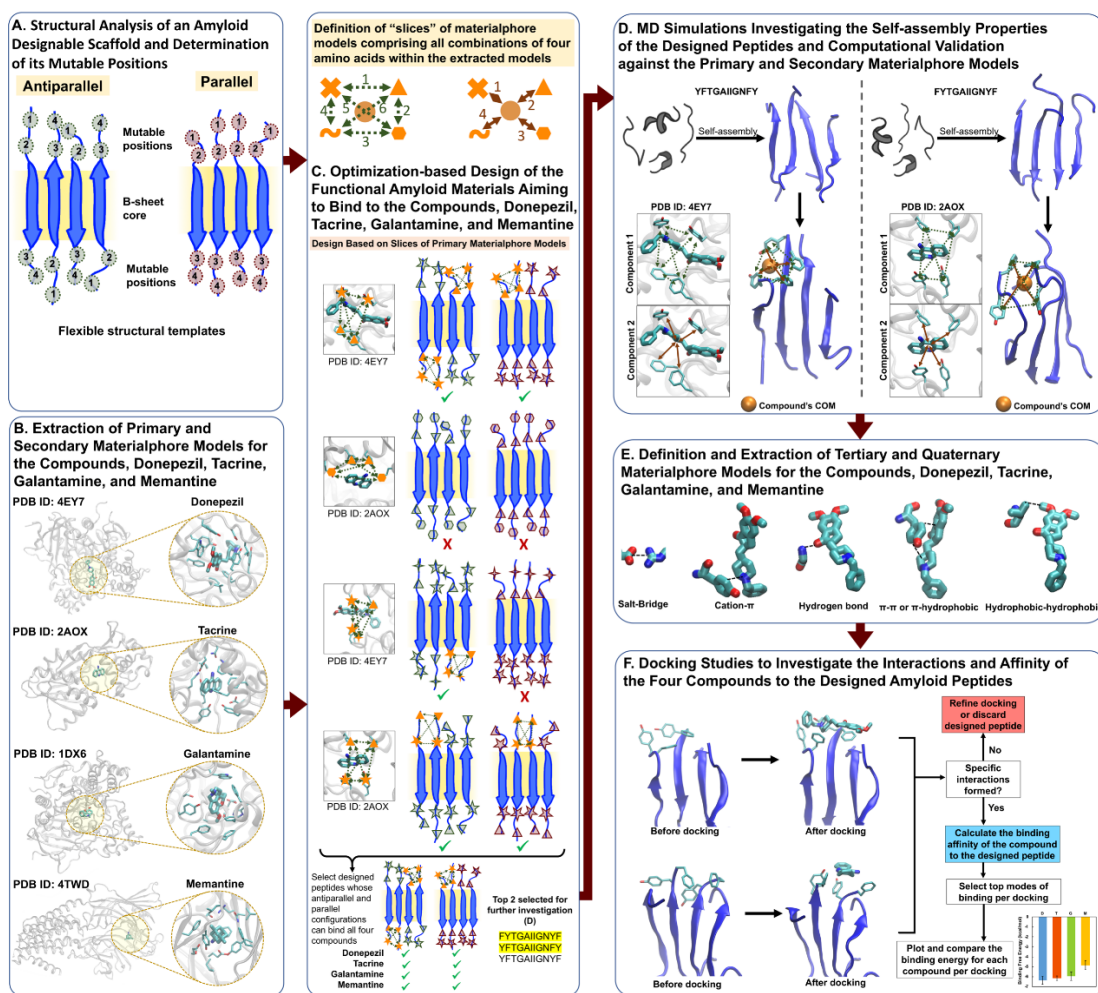 A. Structural Analysis of an Amyloid
Designable Scaffold and Determination
of its Mutable Positions
Antiparallel
Parallel
Mutable
positions
B-sheet
core
Mutable
positions
Flexible structural templates
B. Extraction of Primary and
Secondary Materialphore Models for
the Compounds, Donepezil, Tacrine,
Galantamine, and Memantine
PDB ID: 4EY7
Donepezil
PDB ID: 2AOX
Tacrine
PDB ID: 1DX6
Galantamine
PDB ID: 4TWD
Memantine
Definition of “slices” of materialphore
models comprising all combinations of four
amino acids within the extracted models
1
2
3
4
5
6
1
2
3
4
C. Optimization-based Design of the
Functional Amyloid Materials Aiming
to Bind to the Compounds, Donepezil,
Tacrine, Galantamine, and Memantine
Design Based on Slices of Primary Materialphore Models
PDB ID: 4EY7
✓ ✓
PDB ID: 2AOX
X X
PDB ID: 4EY7
✓ X
PDB ID: 2AOX
✓ ✓
Select designed
peptides whose
antiparallel and
parallel
configurations
can bind all four
compounds
Donepezil ✓ ✓
Tacrine ✓ ✓
Galantamine ✓ ✓
Memantine ✓ ✓
Top 2 selected for
further investigation
(D)
FYTGAIIGNYF
YFTGAIIGNFY
YFTGAIIGNYF
D. MD Simulations Investigating the Self-assembly Properties
of the Designed Peptides and Computational Validation
against the Primary and Secondary Materialphore Models
YFTGAIIGNFY
Self-assembly
PDB ID: 4EY7
Component 1
Component 2
Compound's COM
FYTGAIIGNYF
Self-assembly
PDB ID: 2AOX
Component 1
Component 2
Compound's COM
E. Definition and Extraction of Tertiary and Quaternary
Materialphore Models for the Compounds, Donepezil, Tacrine,
Galantamine, and Memantine
Salt-Bridge
Cation-π
Hydrogen bond
π-π or π-hydrophobic
Hydrophobic-hydrophobi
F. Docking Studies to Investigate the Interactions and Affinity of
the Four Compounds to the Designed Amyloid Peptides
Before docking
After docking
Before docking
After docking
Refine docking
or discard
designed peptide
No
Specific
interactions
formed?
Yes
Calculate the binding
affinity of the compound
to the designed peptide
Select top modes of
binding per docking
Plot and compare the
binding energy for each
compound per docking
D T G M